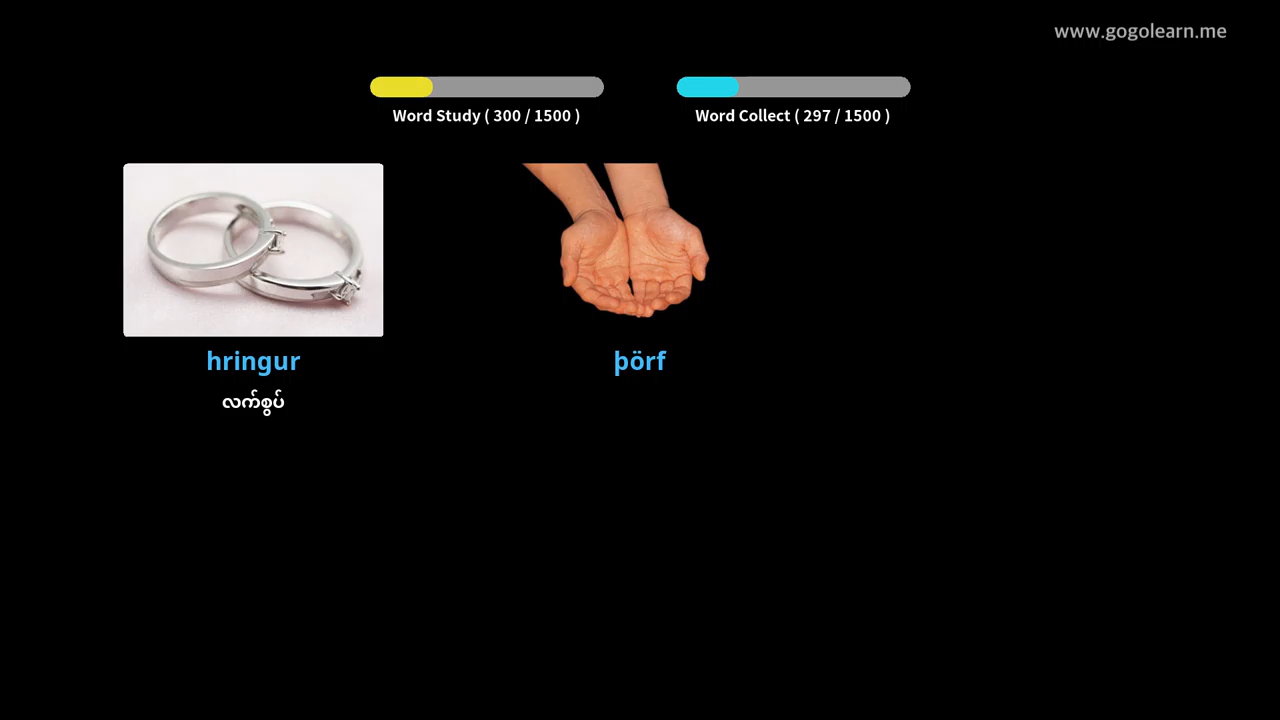 www.gogolearn.me
Word Study ( 300 / 1500 )
Word Collect ( 297 / 1500 )
hringur
þörf
လက်စွပ်